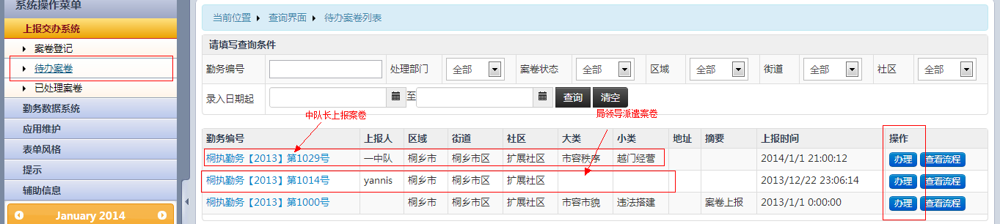 系统操作菜单
上报交办系统
案卷登记
待办案卷
已处理案卷
勤务数据系统
应用维护
表单风格
提示
辅助信息
January 2014
当前位置 查询界面 待办案卷列表
请填写查询条件
勤务编号 处理部门 全部 案卷状态 全部 区域 全部 街道 全部 社区 全部
录入日期起 至 查询 清空
中队长上报案卷 局领导派遣案卷
勤务编号 上报人 区域 街道 社区 大类 小类 地址 摘要 上报时间 操作
桐执勤务【2013】第1029号 一中队 桐乡市 桐乡市区 扩展社区 市容秩序 越门经营 2014/1/1 21:00:12 办理 查看流程
桐执勤务【2013】第1014号 yannis 桐乡市 桐乡市区 扩展社区 2013/12/22 23:06:14 办理 查看流程
桐执勤务【2013】第1000号 桐乡市 桐乡市区 扩展社区 市容市貌 违法搭建 案卷上报 2013/1/1 0:00:00 办理 查看流程